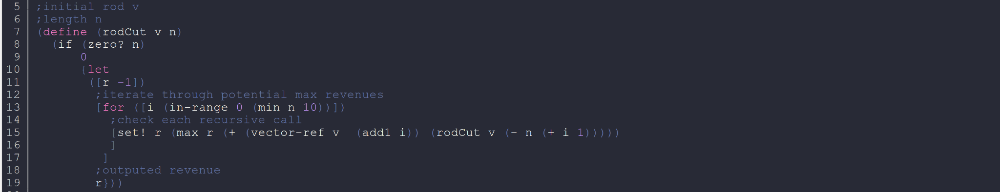 5 ;initial rod v
6 ;length n
7 (define (rodCut v n)
8   (if (zero? n)
9       0
10       {let
11        ([r -1])
12         ;iterate through potential max revenues
13         [for ([i (in-range 0 (min n 10))])
14           ;check each recursive call
15           [set! r (max r (+ (vector-ref v  (add1 i)) (rodCut v (- n (+ i 1)))))
16           ]
17          ]
18         ;outputed revenue
19         r}))